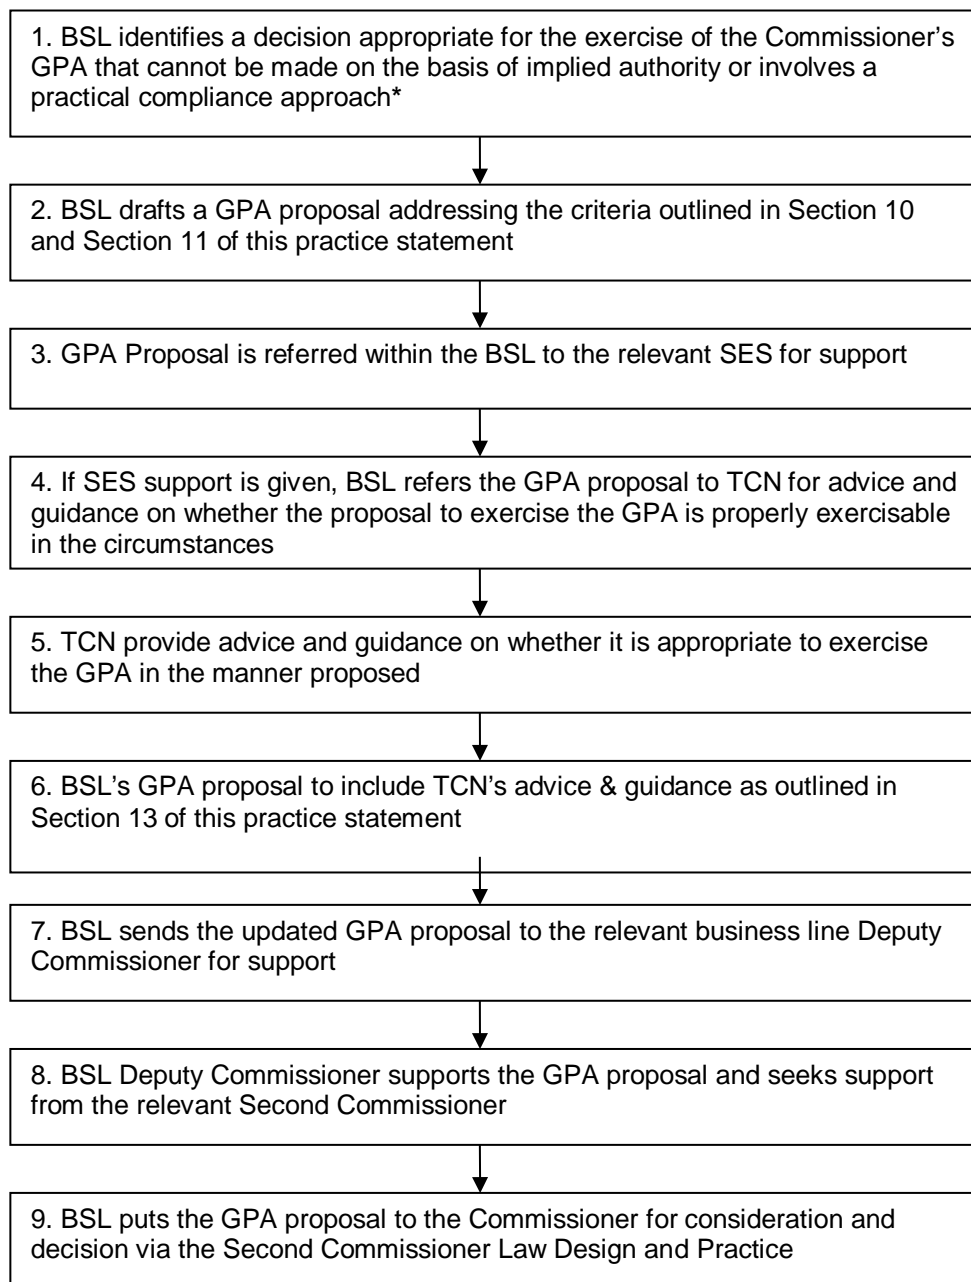 1. BSL identifies a decision appropriate for the exercise of the Commissioner’s
GPA that cannot be made on the basis of implied authority or involves a
practical compliance approach*
2. BSL drafts a GPA proposal addressing the criteria outlined in Section 10
and Section 11 of this practice statement
3. GPA Proposal is referred within the BSL to the relevant SES for support
4. If SES support is given, BSL refers the GPA proposal to TCN for advice and
guidance on whether the proposal to exercise the GPA is properly exercisable
in the circumstances
5. TCN provide advice and guidance on whether it is appropriate to exercise
the GPA in the manner proposed
6. BSL’s GPA proposal to include TCN’s advice & guidance as outlined in
Section 13 of this practice statement
7. BSL sends the updated GPA proposal to the relevant business line Deputy
Commissioner for support
8. BSL Deputy Commissioner supports the GPA proposal and seeks support
from the relevant Second Commissioner
9. BSL puts the GPA proposal to the Commissioner for consideration and
decision via the Second Commissioner Law Design and Practice